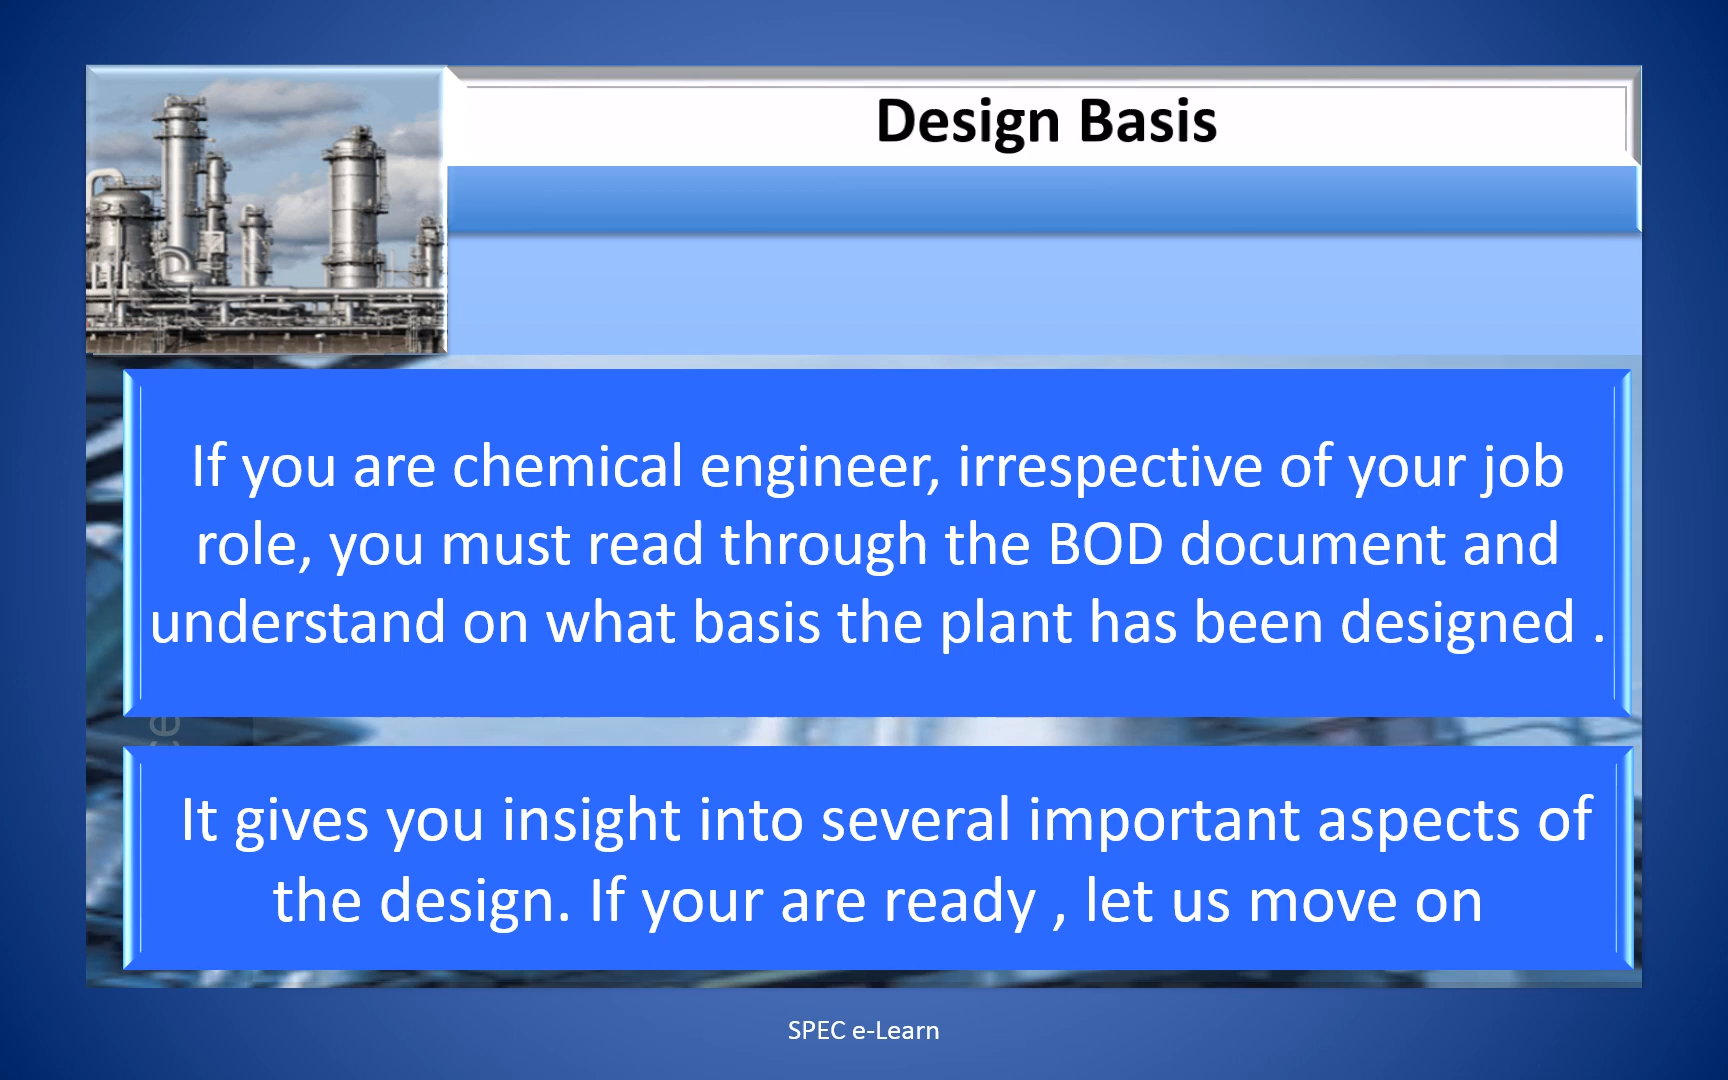 Design Basis
If you are chemical engineer, irrespective of your job
role, you must read through the BOD document and
understand on what basis the plant has been designed .
ce
It gives you insight into several important aspects of
the design. If your are ready , let us move on
SPEC e-Learn